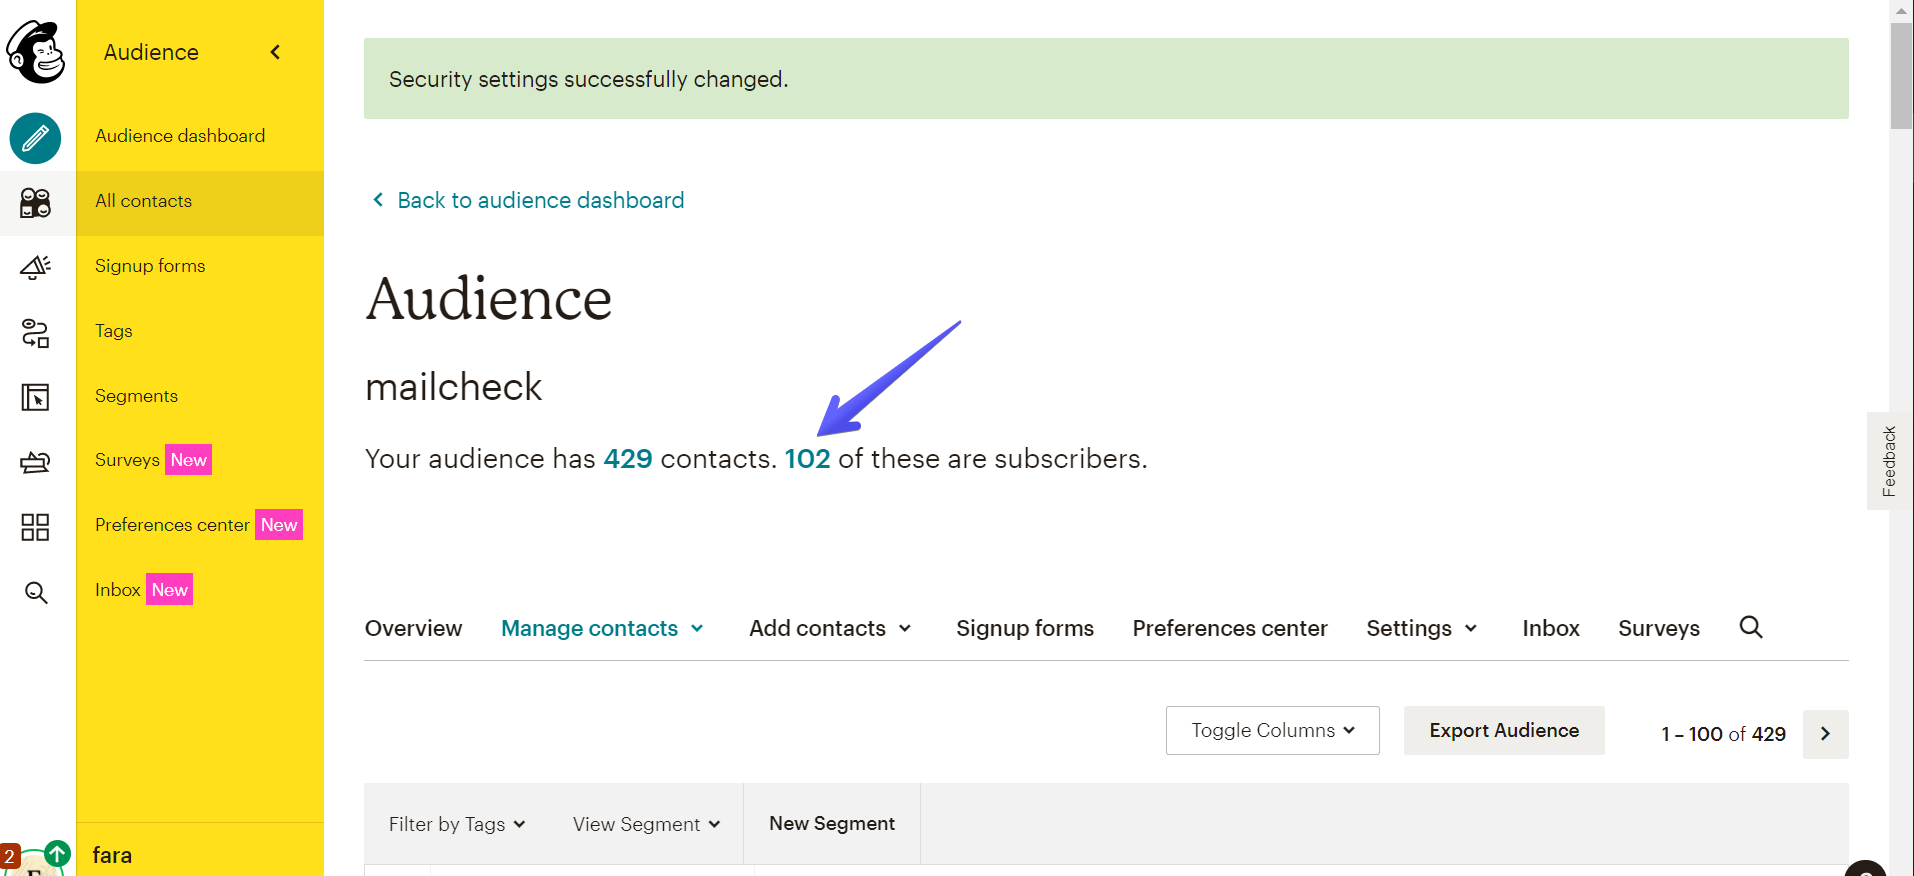 Audience
Audience dashboard
All contacts
Signup forms
Tags
Segments
Surveys New
Preferences center New
Inbox New
2
fara
Security settings successfully changed.
Back to audience dashboard
Audience
mailcheck
Your audience has 429 contacts. 102 of these are subscribers.
Overview Manage contacts Add contacts Signup forms Preferences center Settings Inbox Surveys
Toggle Columns Export Audience 1 – 100 of 429
Filter by Tags View Segment New Segment
Feedback